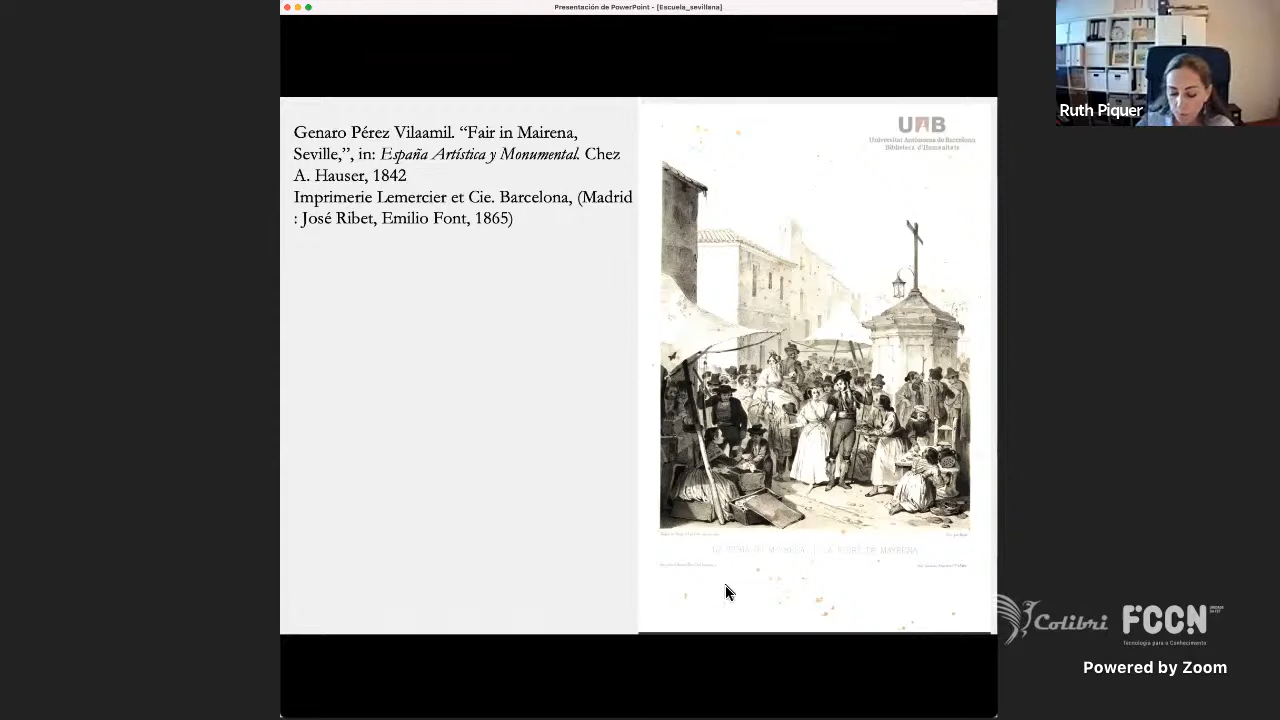 Presentación de PowerPoint - [Escuela_sevillana]
Ruth Piquer
Genaro Pérez Vilaamil. “Fair in Mairena,
Seville,”, in: España Artística y Monumental. Chez
A. Hauser, 1842
Imprimerie Lemercier et Cie. Barcelona, (Madrid
: José Ribet, Emilio Font, 1865)
UAB
Universitat Autònoma de Barcelona
Biblioteca d'Humanitats
Colibri
FCCN
Tecnologia para o Conhecimento
Powered by Zoom